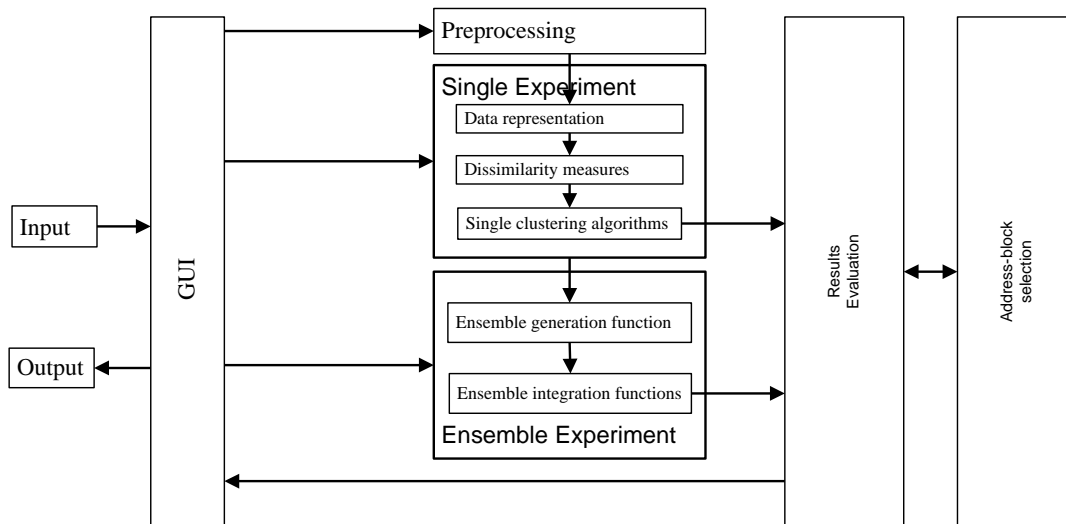 Preprocessing
Single Experiment
Data representation
Dissimilarity measures
Single clustering algorithms
Input
GUI
Output
Ensemble generation function
Ensemble integration functions
Ensemble Experiment
Results
Evaluation
Address-block
selection